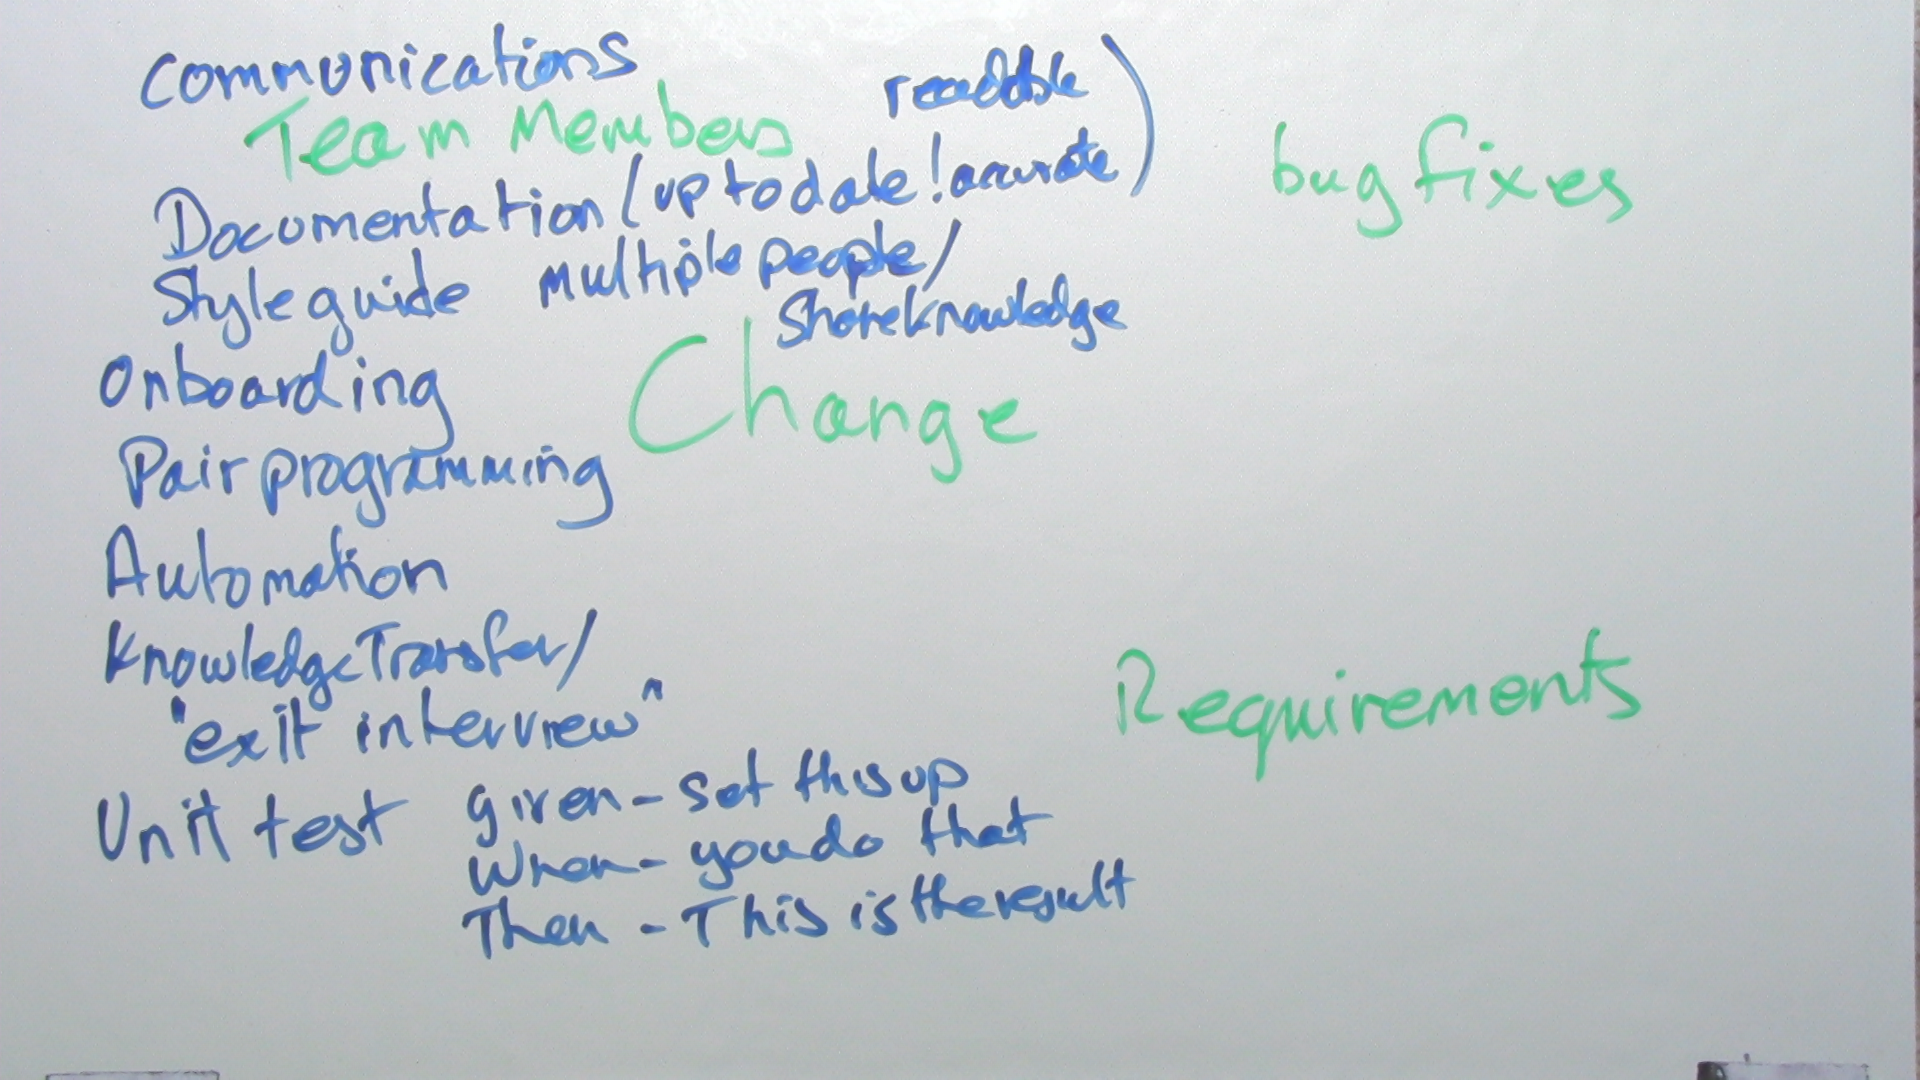 Communications
Team Members
readable)
Documentation (up to date! accurate
bug fixes
Style guide multiple people/
Share knowledge
Onboarding
Change
Pair programming
Automation
Knowledge Transfer/
"exit interview"
Requirements
Unit test given - set this up
When - you do that
Then - This is the result